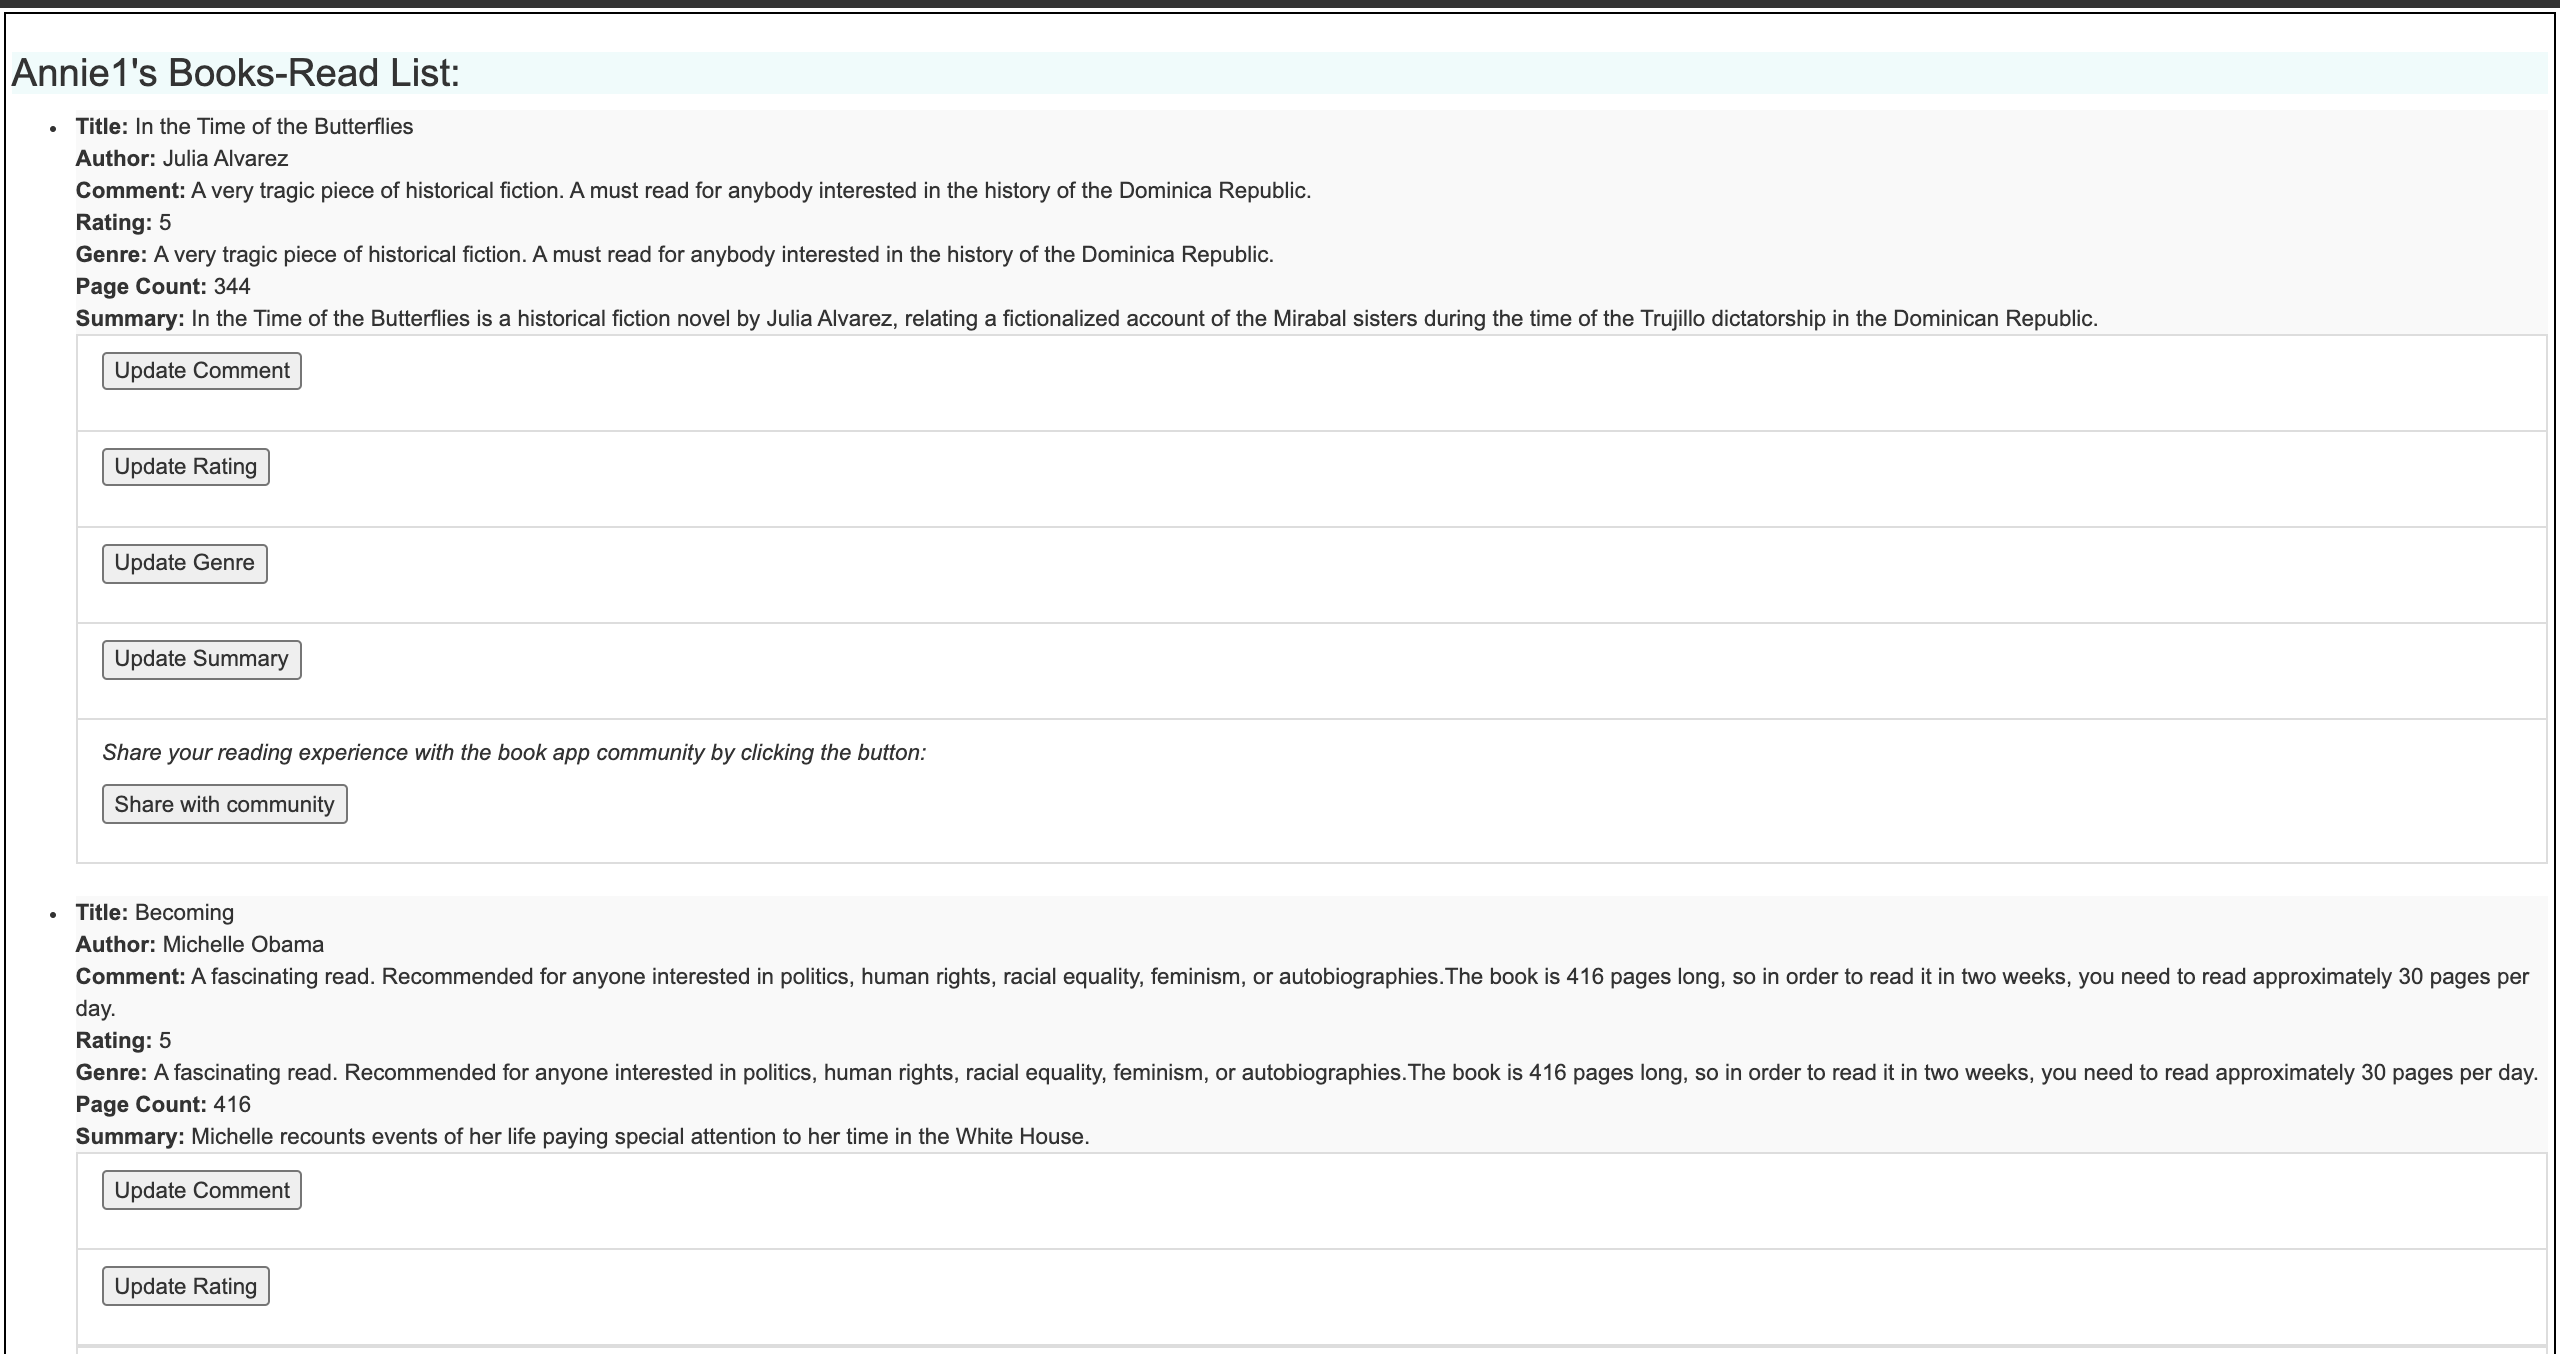 Annie1's Books-Read List:
• Title: In the Time of the Butterflies
Author: Julia Alvarez
Comment: A very tragic piece of historical fiction. A must read for anybody interested in the history of the Dominica Republic.
Rating: 5
Genre: A very tragic piece of historical fiction. A must read for anybody interested in the history of the Dominica Republic.
Page Count: 344
Summary: In the Time of the Butterflies is a historical fiction novel by Julia Alvarez, relating a fictionalized account of the Mirabal sisters during the time of the Trujillo dictatorship in the Dominican Republic.
Update Comment
Update Rating
Update Genre
Update Summary
Share your reading experience with the book app community by clicking the button:
Share with community
• Title: Becoming
Author: Michelle Obama
Comment: A fascinating read. Recommended for anyone interested in politics, human rights, racial equality, feminism, or autobiographies.The book is 416 pages long, so in order to read it in two weeks, you need to read approximately 30 pages per
day.
Rating: 5
Genre: A fascinating read. Recommended for anyone interested in politics, human rights, racial equality, feminism, or autobiographies.The book is 416 pages long, so in order to read it in two weeks, you need to read approximately 30 pages per day.
Page Count: 416
Summary: Michelle recounts events of her life paying special attention to her time in the White House.
Update Comment
Update Rating